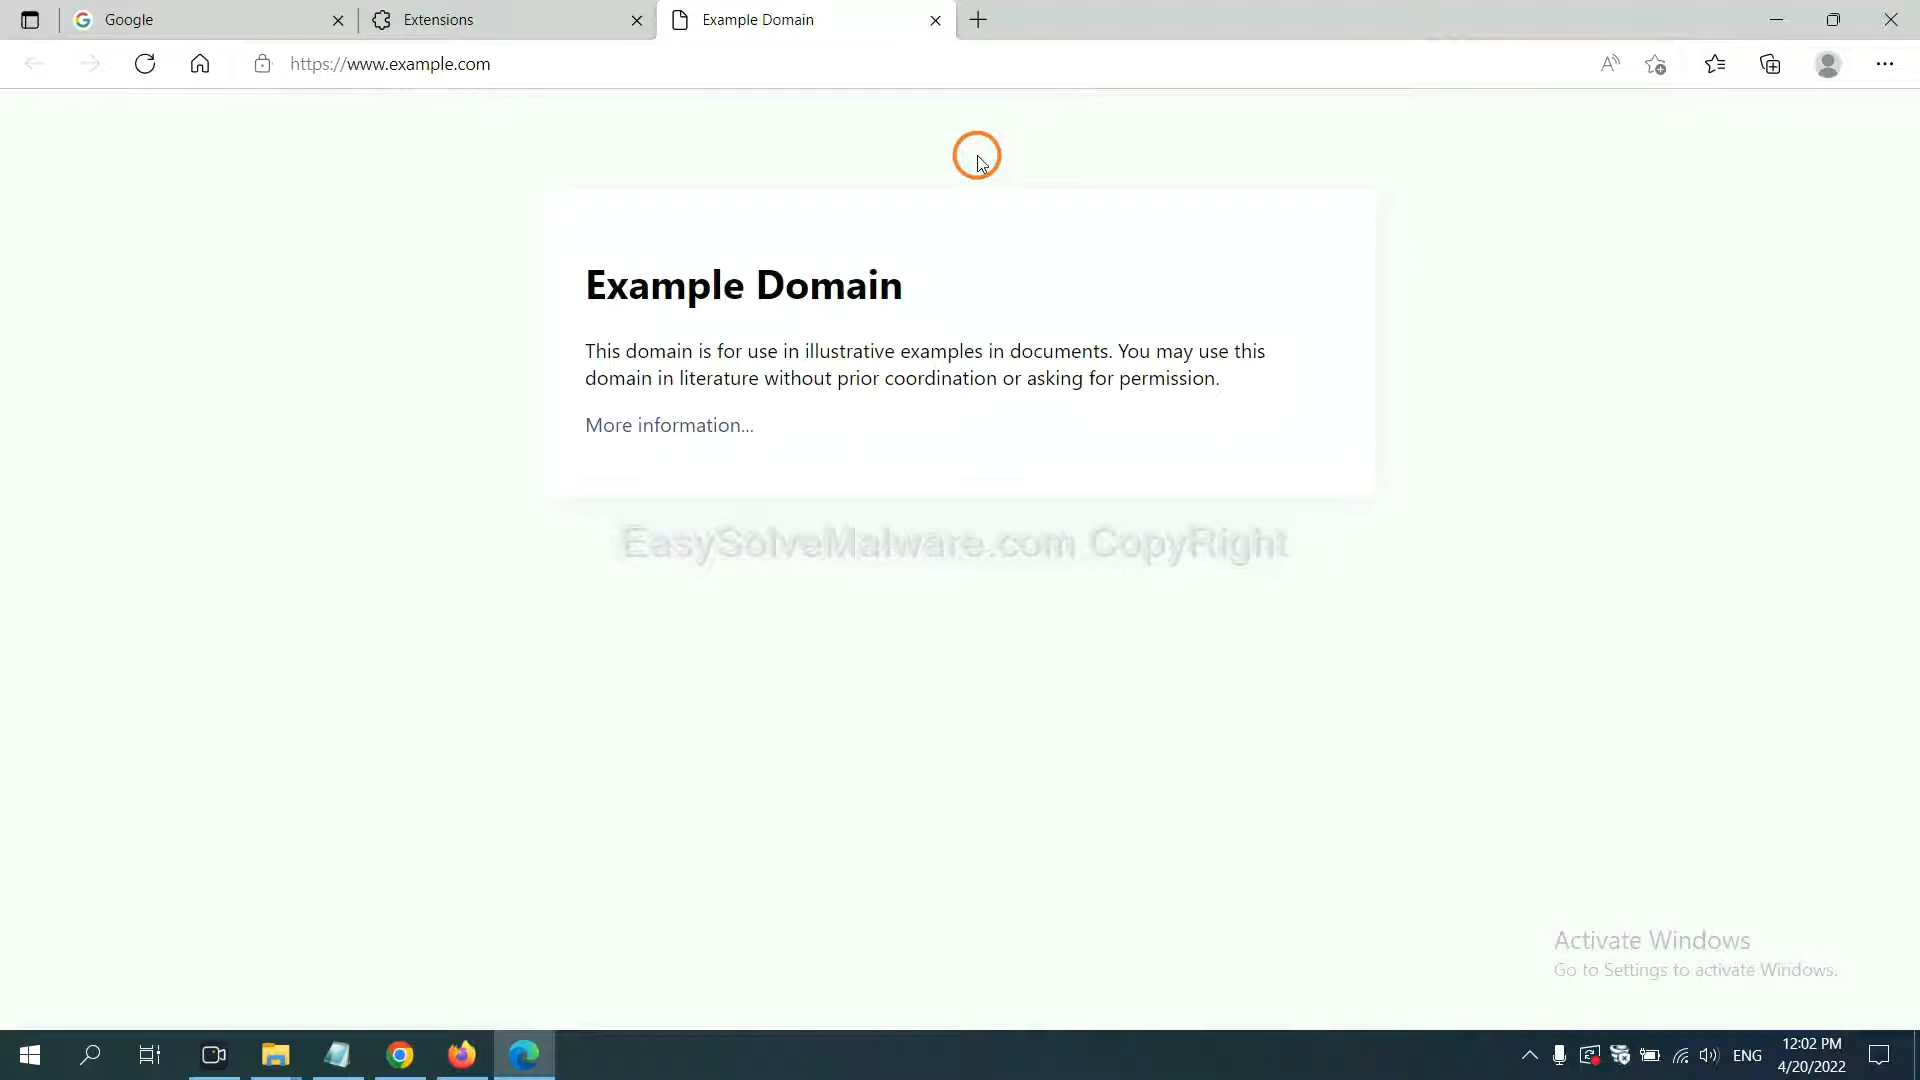 Google
Extensions
Example Domain
https://www.example.com
Example Domain
This domain is for use in illustrative examples in documents. You may use this
domain in literature without prior coordination or asking for permission.
More information...
EasySolveMalware.com CopyRight
Activate Windows
Go to Settings to activate Windows.
ENG
12:02 PM
4/20/2022